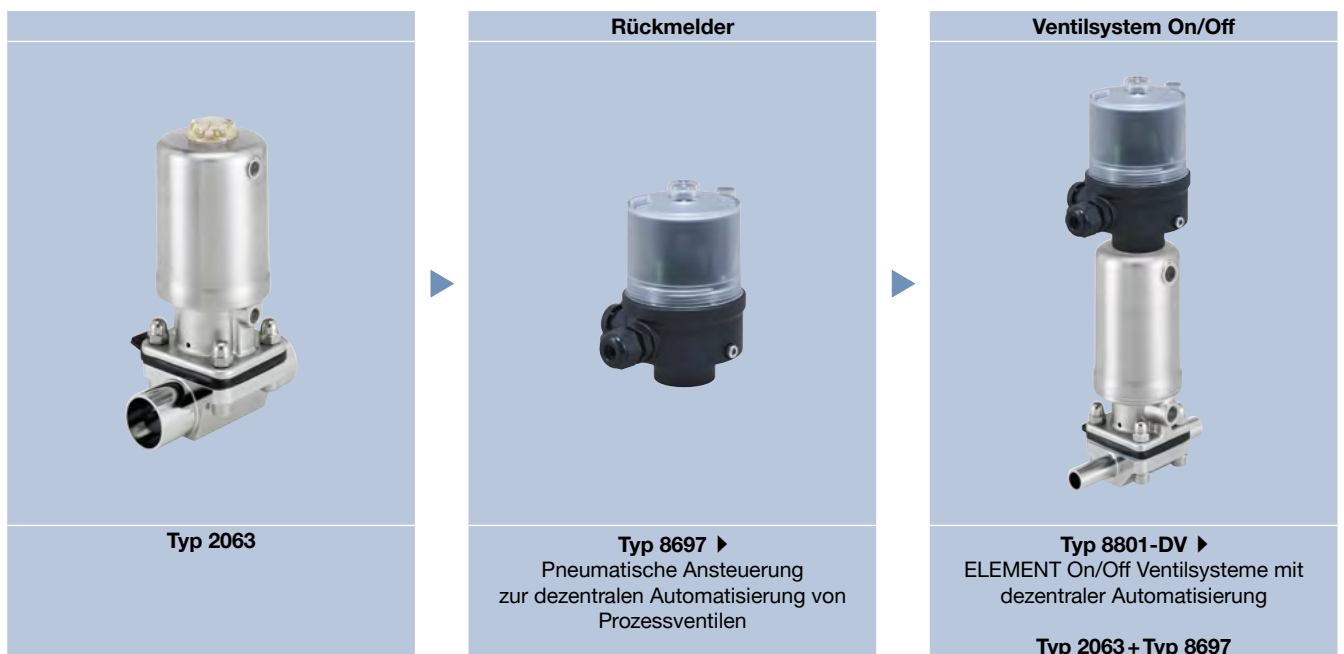 Rückmelder
Ventilsystem On/Off
Typ 2063
Typ 8697
Pneumatische Ansteuerung
zur dezentralen Automatisierung von
Prozessventilen
Typ 8801-DV
ELEMENT On/Off Ventilsysteme mit
dezentraler Automatisierung
Typ 2063 + Typ 8697